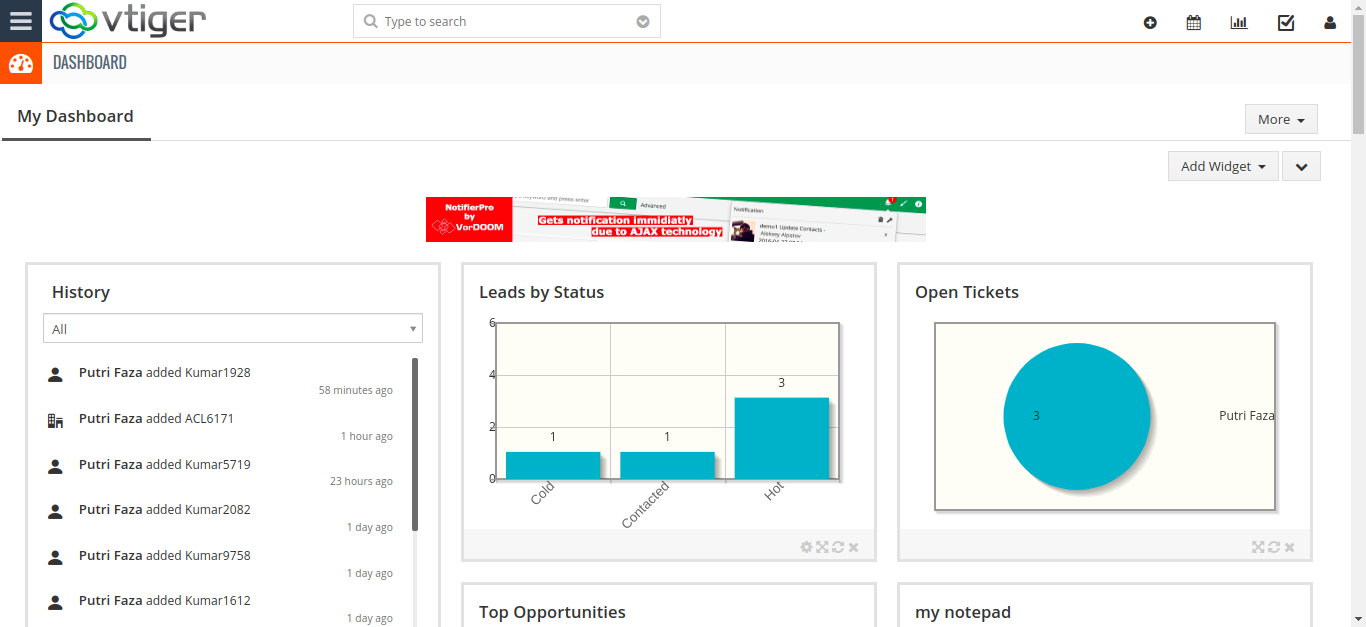 vtiger
Type to search
DASHBOARD
My Dashboard
More
Add Widget
NotifierPro
by
VorDOOM
and press enter
Advanced
Gets notification immidiatly
due to AJAX technology
Notification
demo1 Update Contacts -
Aleksey Alpatov
History
All
Putri Faza added Kumar1928
58 minutes ago
Putri Faza added ACL6171
1 hour ago
Putri Faza added Kumar5719
23 hours ago
Putri Faza added Kumar2082
1 day ago
Putri Faza added Kumar9758
1 day ago
Putri Faza added Kumar1612
1 day ago
Leads by Status
6
4
2
0
1
1
3
Cold
Contacted
Hot
Open Tickets
3
Putri Faza
Top Opportunities
my notepad